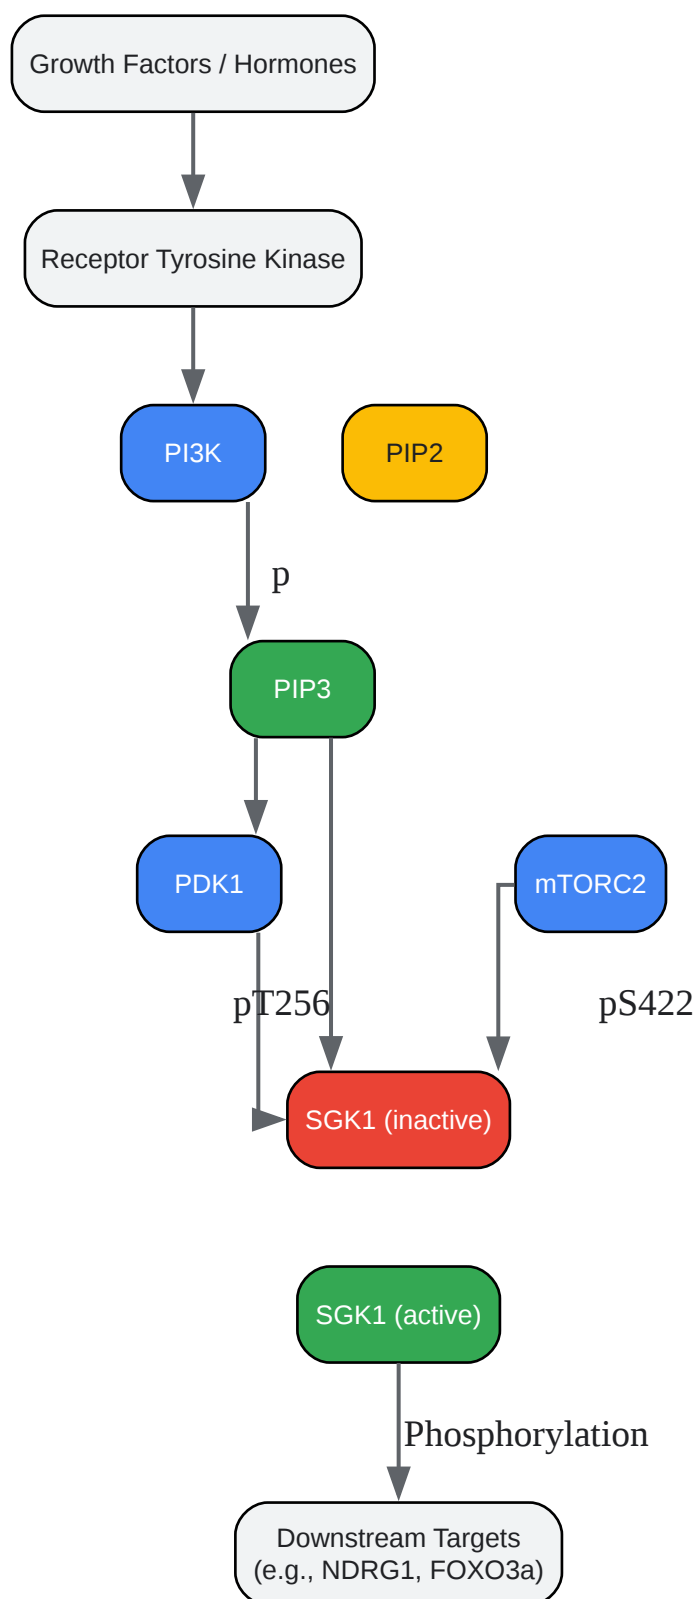 Growth Factors / Hormones
Receptor Tyrosine Kinase
PI3K
PIP2
p
PIP3
PDK1
mTORC2
pT256
pS422
SGK1 (inactive)
SGK1 (active)
Phosphorylation
Downstream Targets
(e.g., NDRG1, FOXO3a)